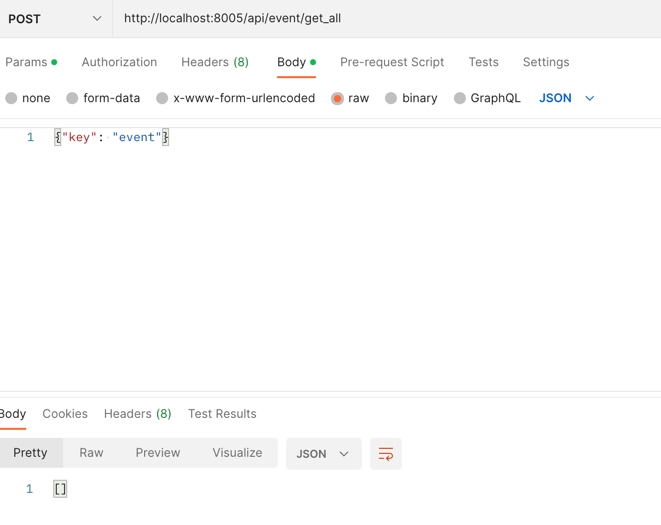 POST http://localhost:8005/api/event/get_all
Params Authorization Headers (8) Body Pre-request Script Tests Settings
none form-data x-www-form-urlencoded raw binary GraphQL JSON
1 {"key": "event"}
Body Cookies Headers (8) Test Results
Pretty Raw Preview Visualize JSON
1 []